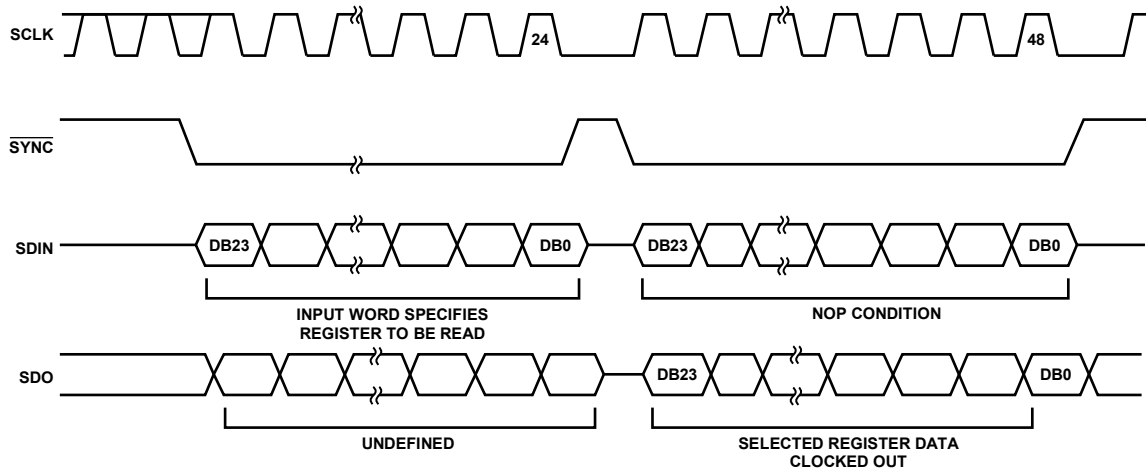 SCLK
24
48
SYNC
SDIN
DB23
DB0
DB23
DB0
INPUT WORD SPECIFIES
REGISTER TO BE READ
NOP CONDITION
SDO
DB23
DB0
UNDEFINED
SELECTED REGISTER DATA
CLOCKED OUT